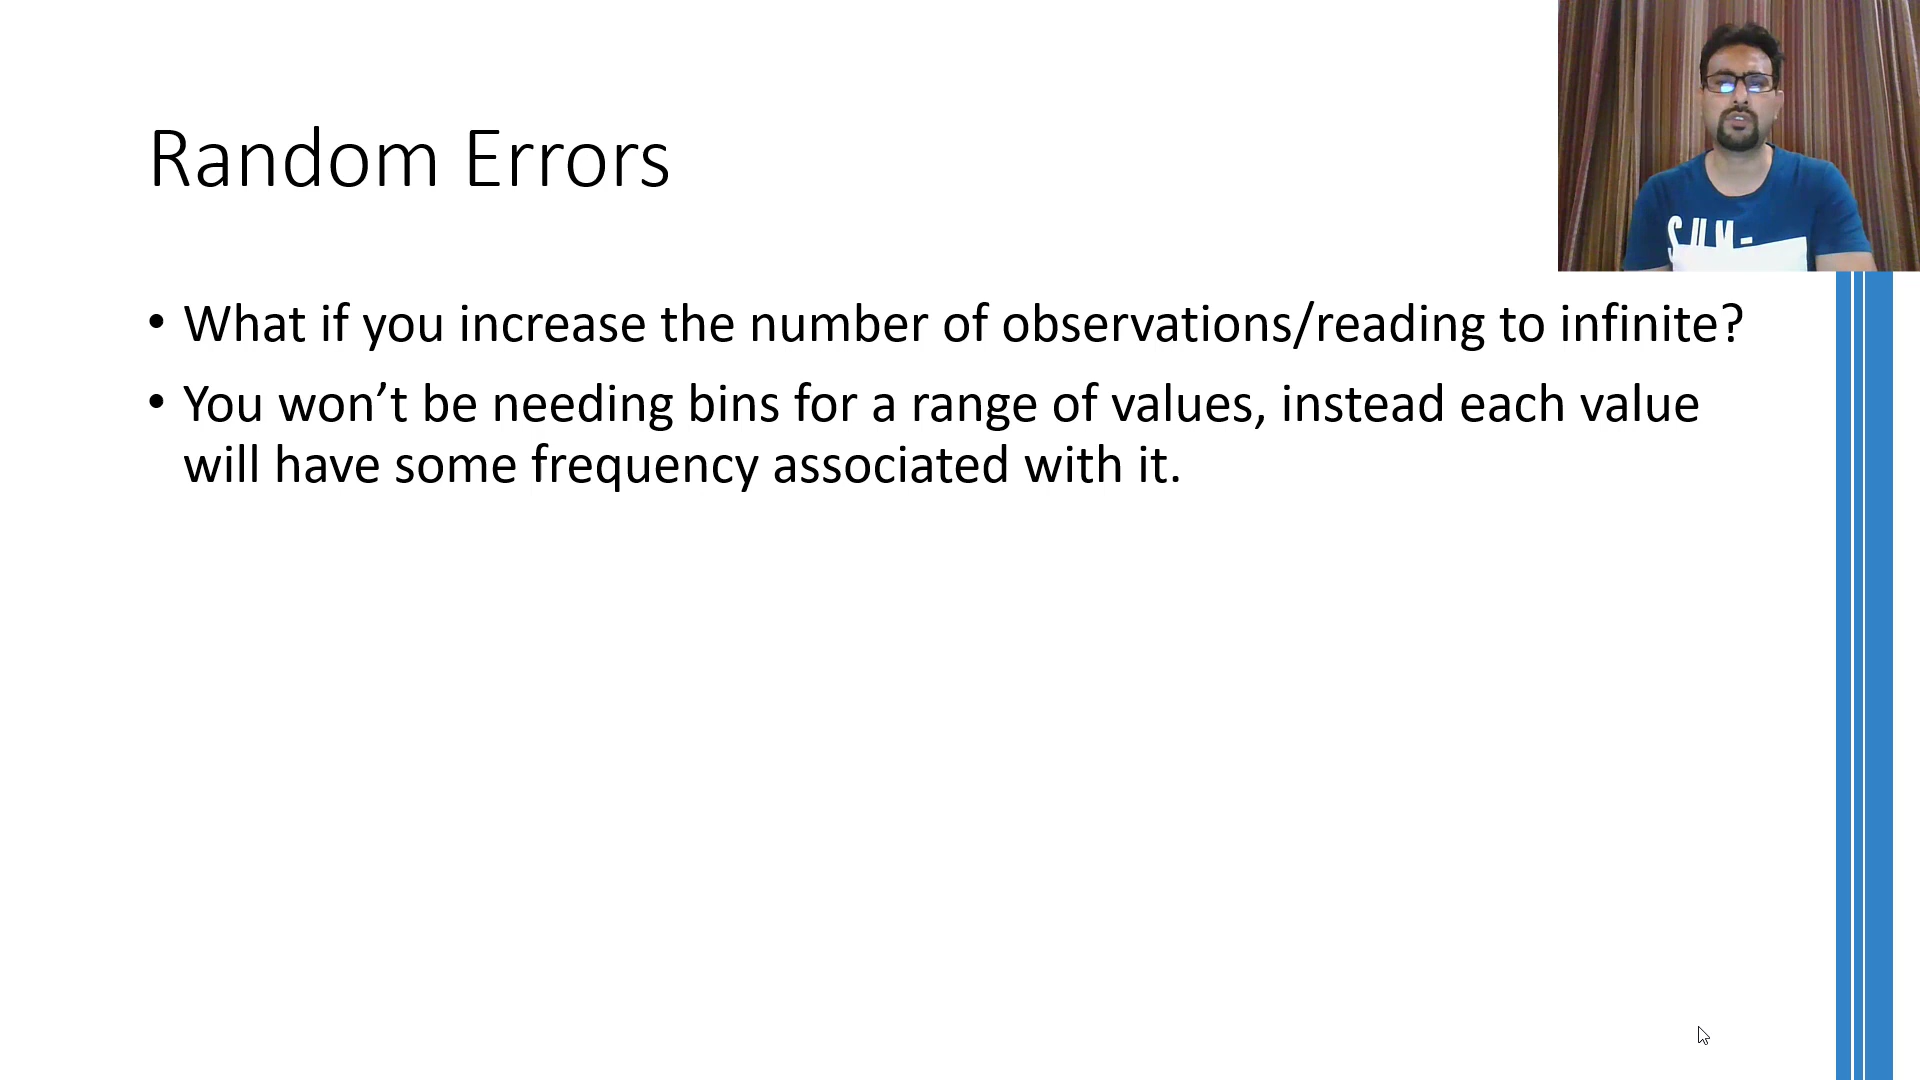 Random Errors
• What if you increase the number of observations/reading to infinite?
• You won’t be needing bins for a range of values, instead each value
will have some frequency associated with it.